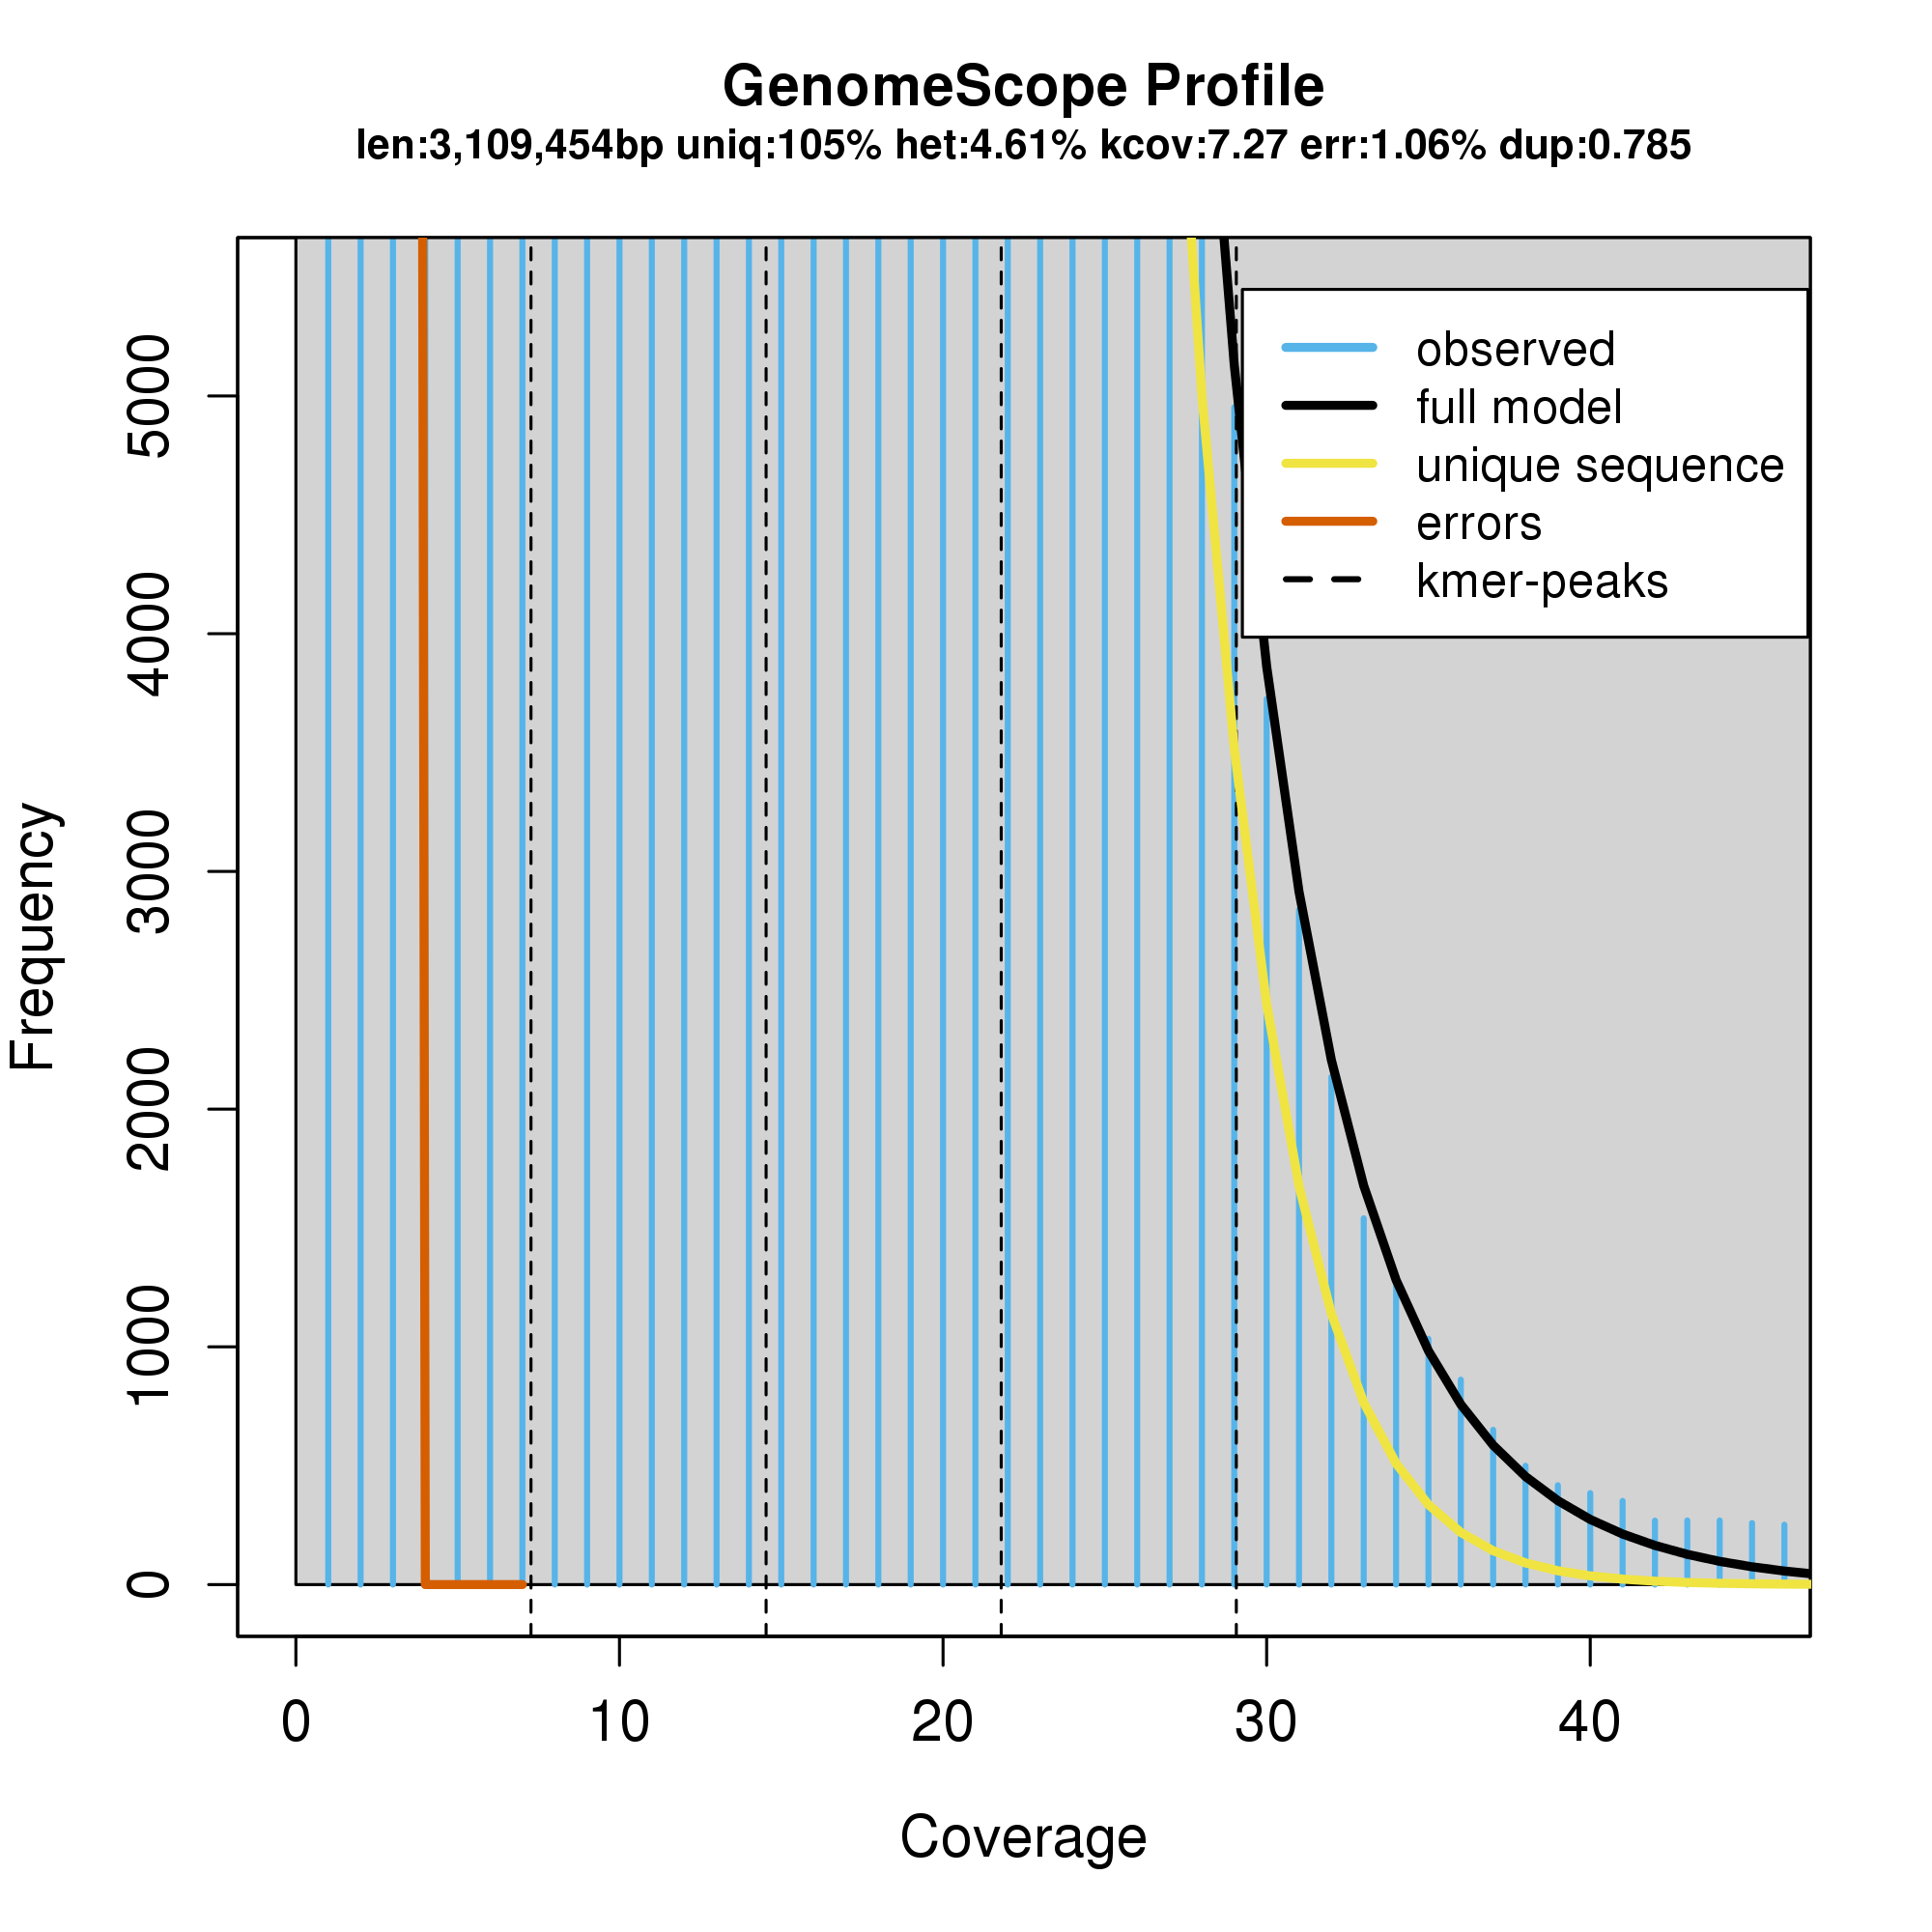 GenomeScope Profile
len:3,109,454bp uniq:105% het:4.61% kcov:7.27 err:1.06% dup:0.785
observed
full model
unique sequence
errors
kmer-peaks
Frequency
5000
4000
3000
2000
1000
0
0 10 20 30 40
Coverage